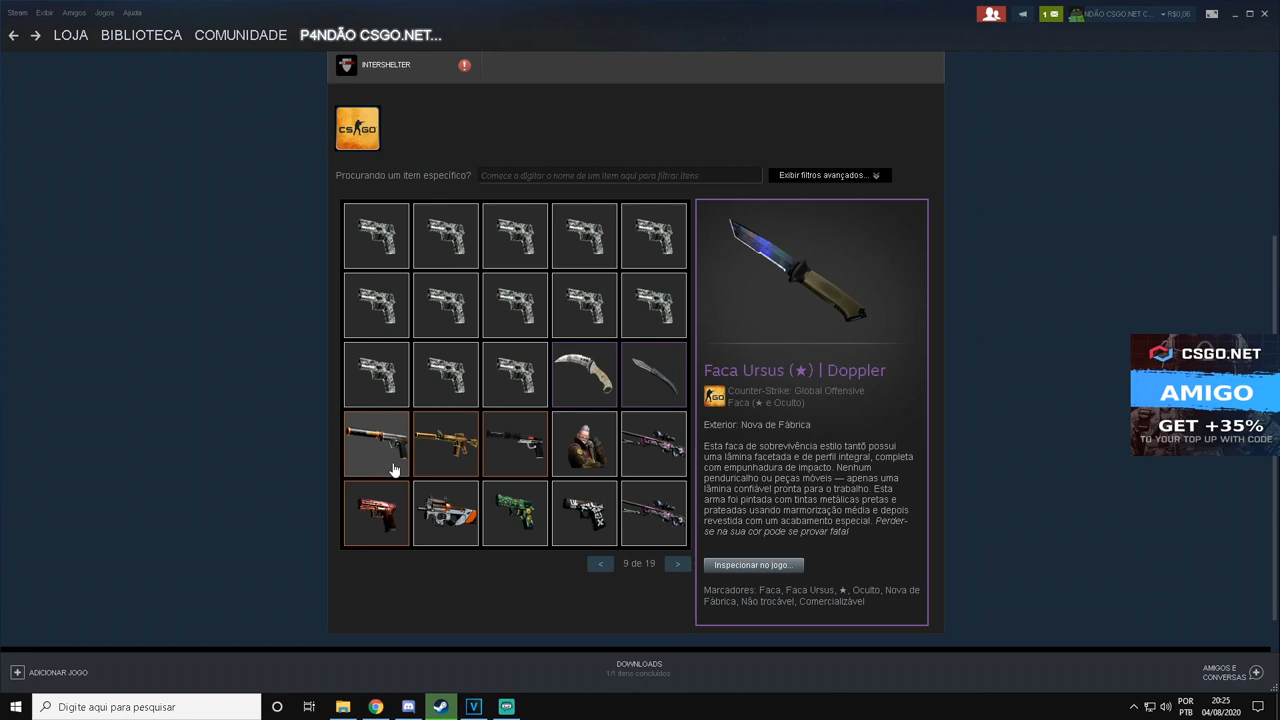 Steam Exibir Amigos Jogos Ajuda
1 NDÃO CSGO.NET C... R$0,06
LOJA BIBLIOTECA COMUNIDADE P4NDÃO CSGO.NET...
INTERSHELTER
CS GO
Procurando um item específico? Comece a digitar o nome de um item aqui para filtrar itens Exibir filtros avançados...
Faca Ursus (★) | Doppler
Counter-Strike: Global Offensive
Faca (★ e Oculto)
Exterior: Nova de Fábrica
Esta faca de sobrevivência estilo tantō possui
uma lâmina facetada e de perfil integral, completa
com empunhadura de impacto. Nenhum
penduricalho ou peças móveis — apenas uma
lâmina confiável pronta para o trabalho. Esta
arma foi pintada com tintas metálicas pretas e
prateadas usando marmorização média e depois
revestida com um acabamento especial. Perder-
se na sua cor pode se provar fatal
Inspecionar no jogo...
Marcadores: Faca, Faca Ursus, ★, Oculto, Nova de
Fábrica, Não trocável, Comercializável
< 9 de 19 >
CSGO.NET
AMIGO
GET +35%
TO YOUR TOP UP WITH CODE
ADICIONAR JOGO
DOWNLOADS
1/1 itens concluídos
AMIGOS E
CONVERSAS
Digite aqui para pesquisar
POR
PTB
20:25
04/08/2020